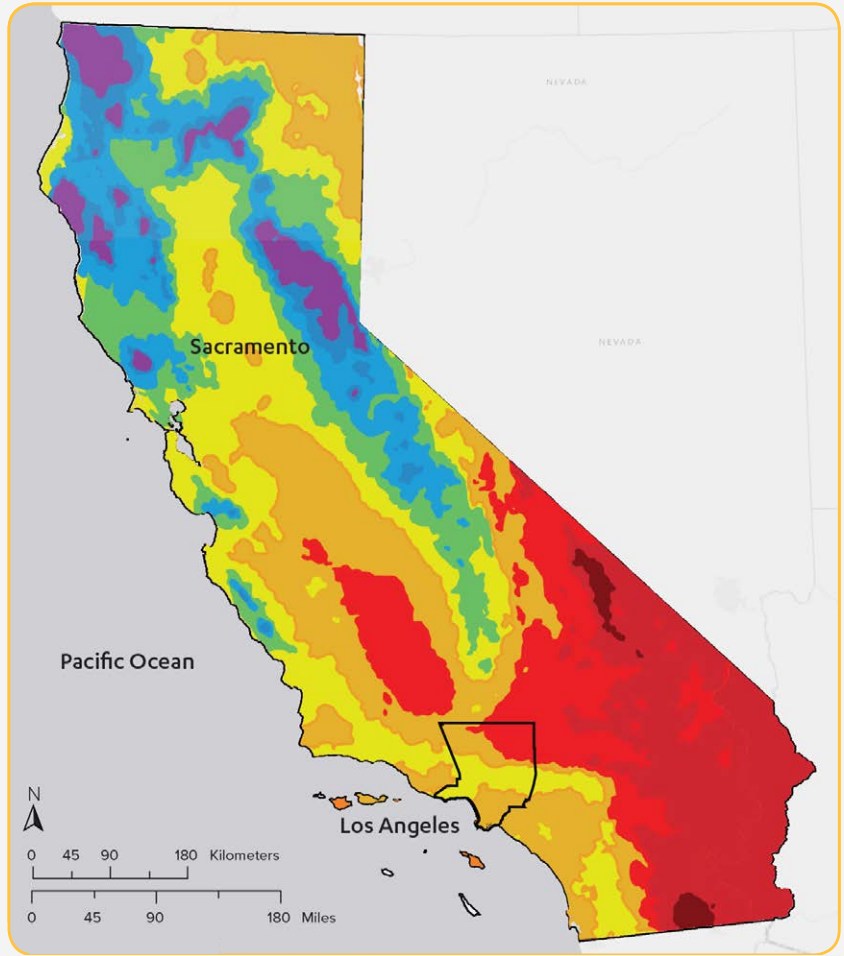 NEVADA
NEVADA
Sacramento
Pacific Ocean
Los Angeles
N
0 45 90 180 Kilometers
0 45 90 180 Miles